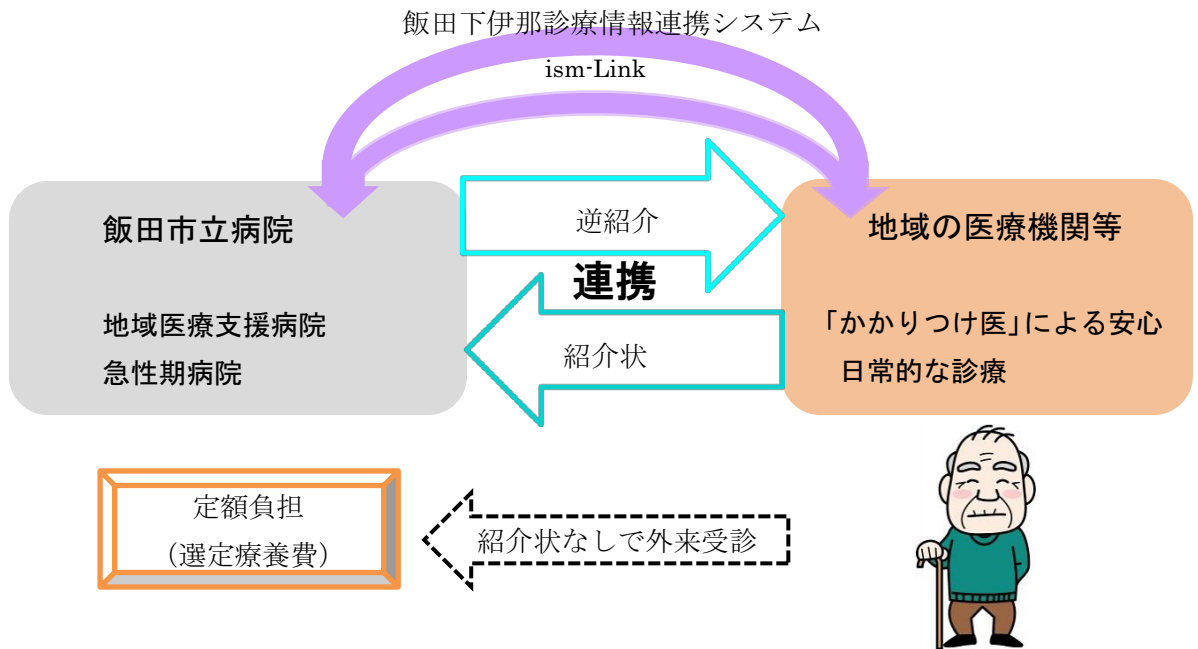 飯田下伊那診療情報連携システム
ism-Link
飯田市立病院
地域医療支援病院
急性期病院
逆紹介
連携
紹介状
地域の医療機関等
「かかりつけ医」による安心
日常的な診療
定額負担
（選定療養費）
紹介状なしで外来受診